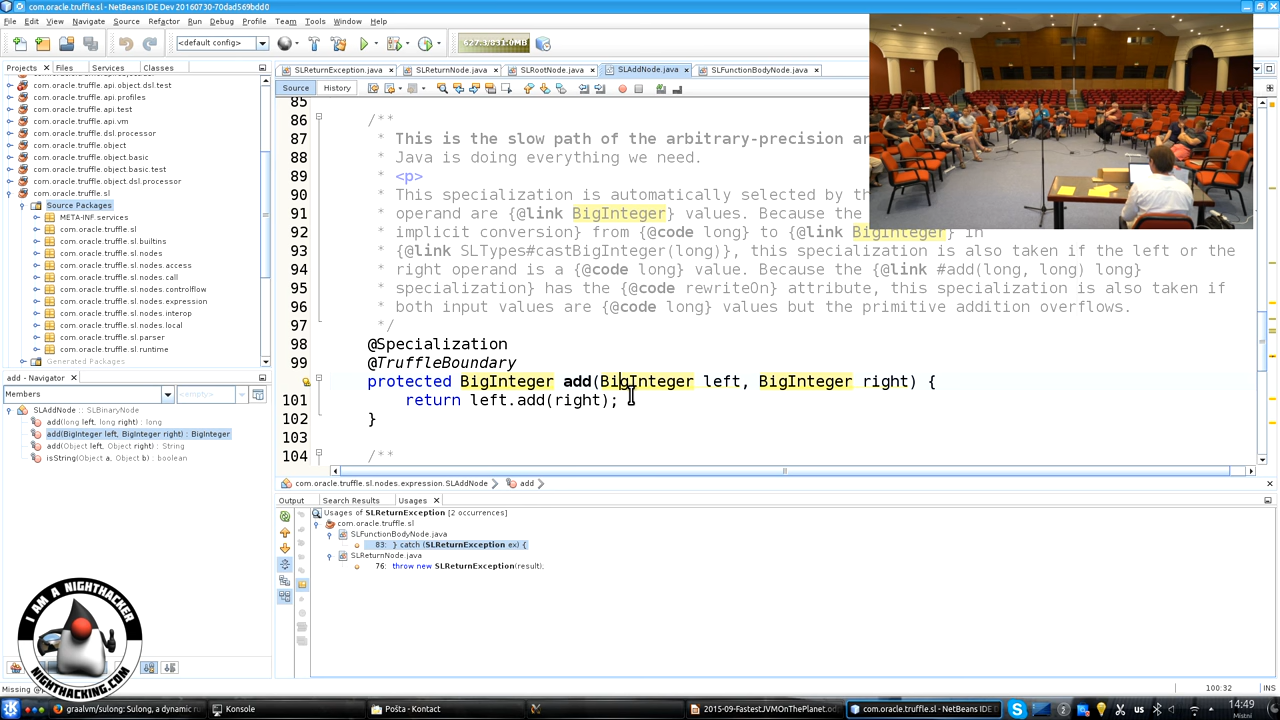 com.oracle.truffle.sl - NetBeans IDE Dev 20160730-70dad569bdd0
File Edit View Navigate Source Refactor Run Debug Profile Team Tools Window Help
<default config>
627.3/831.0MB
Projects Files Services Classes
com.oracle.truffle.api.object.dsl.test
com.oracle.truffle.api.profiles
com.oracle.truffle.api.test
com.oracle.truffle.api.vm
com.oracle.truffle.dsl.processor
com.oracle.truffle.object
com.oracle.truffle.object.basic
com.oracle.truffle.object.basic.test
com.oracle.truffle.object.dsl.processor
com.oracle.truffle.sl
Source Packages
META-INF.services
com.oracle.truffle.sl
com.oracle.truffle.sl.builtins
com.oracle.truffle.sl.nodes
com.oracle.truffle.sl.nodes.access
com.oracle.truffle.sl.nodes.call
com.oracle.truffle.sl.nodes.controlflow
com.oracle.truffle.sl.nodes.expression
com.oracle.truffle.sl.nodes.interop
com.oracle.truffle.sl.nodes.local
com.oracle.truffle.sl.parser
com.oracle.truffle.sl.runtime
Generated Packages
add - Navigator
Members
<empty>
SLAddNode :: SLBinaryNode
add(long left, long right) : long
add(BigInteger left, BigInteger right) : BigInteger
add(Object left, Object right) : String
isString(Object a, Object b) : boolean
SLReturnException.java SLReturnNode.java SLRootNode.java SLAddNode.java SLFunctionBodyNode.java
Source History
85
86 /**
87 * This is the slow path of the arbitrary-precision ar
88 * Java is doing everything we need.
89 * <p>
90 * This specialization is automatically selected by th
91 * operand are {@link BigInteger} values. Because the
92 * implicit conversion} from {@code long} to {@link BigInteger} in
93 * {@link SLTypes#castBigInteger(long)}, this specialization is also taken if the left or the
94 * right operand is a {@code long} value. Because the {@link #add(long, long) long}
95 * specialization} has the {@code rewriteOn} attribute, this specialization is also taken if
96 * both input values are {@code long} values but the primitive addition overflows.
97 */
98 @Specialization
99 @TruffleBoundary
protected BigInteger add(BigInteger left, BigInteger right) {
101 return left.add(right);
102 }
103
104 /**
com.oracle.truffle.sl.nodes.expression.SLAddNode add
Output Search Results Usages
Usages of SLReturnException [2 occurrences]
com.oracle.truffle.sl
SLFunctionBodyNode.java
83: } catch (SLReturnException ex) {
SLReturnNode.java
76: throw new SLReturnException(result).
I AM A NIGHTHACKER
NIGHTHACKING.COM
Missing @
100:32 INS
graalvm/sulong: Sulong, a dynamic r
Konsole
Pošta - Kontact
2015-09-FastestJVMOnThePlanet.od
com.oracle.truffle.sl - NetBeans IDE D
us
14:49
Místní